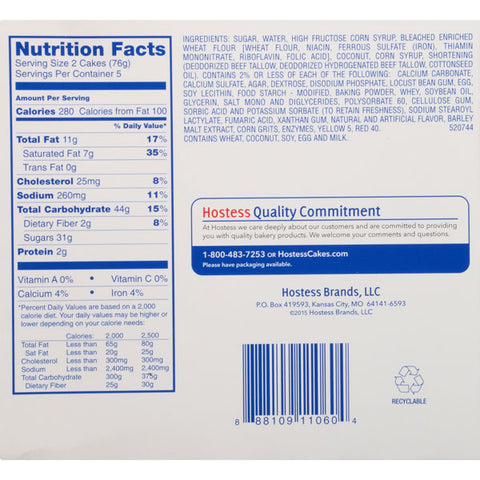 Nutrition Facts
Serving Size 2 Cakes (76g)
Servings Per Container 5
Amount Per Serving
Calories 280 Calories from Fat 100
% Daily Value*
Total Fat 11g 17%
Saturated Fat 7g 35%
Trans Fat 0g
Cholesterol 25mg 8%
Sodium 260mg 11%
Total Carbohydrate 44g 15%
Dietary Fiber 2g 8%
Sugars 31g
Protein 2g
Vitamin A 0% • Vitamin C 0%
Calcium 4% • Iron 4%
*Percent Daily Values are based on a 2,000
calorie diet. Your daily values may be higher or
lower depending on your calorie needs:
Calories: 2,000 2,500
Total Fat Less than 65g 80g
Sat Fat Less than 20g 25g
Cholesterol Less than 300mg 300mg
Sodium Less than 2,400mg 2,400mg
Total Carbohydrate 300g 375g
Dietary Fiber 25g 30g
INGREDIENTS: SUGAR, WATER, HIGH FRUCTOSE CORN SYRUP, BLEACHED ENRICHED
WHEAT FLOUR [WHEAT FLOUR, NIACIN, FERROUS SULFATE (IRON), THIAMIN
MONONITRATE, RIBOFLAVIN, FOLIC ACID], COCONUT, CORN SYRUP, SHORTENING
(DEODORIZED BEEF TALLOW, DEODORIZED HYDROGENATED BEEF TALLOW, COTTONSEED
OIL). CONTAINS 2% OR LESS OF EACH OF THE FOLLOWING: CALCIUM CARBONATE,
CALCIUM SULFATE, AGAR, DEXTROSE, DISODIUM PHOSPHATE, LOCUST BEAN GUM, EGG,
SOY LECITHIN, FOOD STARCH - MODIFIED, BAKING POWDER, WHEY, SOYBEAN OIL,
GLYCERIN, SALT, MONO AND DIGLYCERIDES, POLYSORBATE 60, CELLULOSE GUM,
SORBIC ACID AND POTASSIUM SORBATE (TO RETAIN FRESHNESS), SODIUM STEAROYL
LACTYLATE, FUMARIC ACID, XANTHAN GUM, NATURAL AND ARTIFICIAL FLAVOR, BARLEY
MALT EXTRACT, CORN GRITS, ENZYMES, YELLOW 5, RED 40. 520744
CONTAINS WHEAT, COCONUT, SOY, EGG AND MILK.
Hostess Quality Commitment
At Hostess we care deeply about our customers and are committed to providing
you with quality bakery products. We welcome your comments and questions.
1-800-483-7253 OR HostessCakes.com
Please have packaging available.
Hostess Brands, LLC
P.O. Box 419593, Kansas City, MO 64141-6593
©2015 Hostess Brands, LLC
RECYCLABLE
8 88109 11060 4